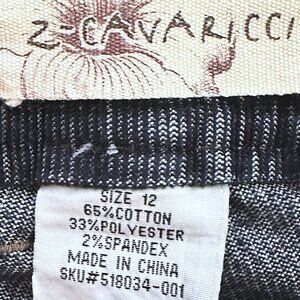 Z-CAVARICCI
SIZE 12
65%COTTON
33%POLYESTER
2%SPANDEX
MADE IN CHINA
SKU#518034-001